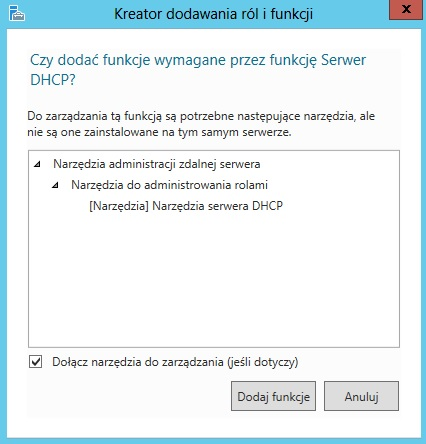 Kreator dodawania ról i funkcji
x
Czy dodać funkcje wymagane przez funkcję Serwer
DHCP?
Do zarządzania tą funkcją są potrzebne następujące narzędzia, ale
nie są one zainstalowane na tym samym serwerze.
Narzędzia administracji zdalnej serwera
Narzędzia do administrowania rolami
[Narzędzia] Narzędzia serwera DHCP
Dołącz narzędzia do zarządzania (jeśli dotyczy)
Dodaj funkcje
Anuluj